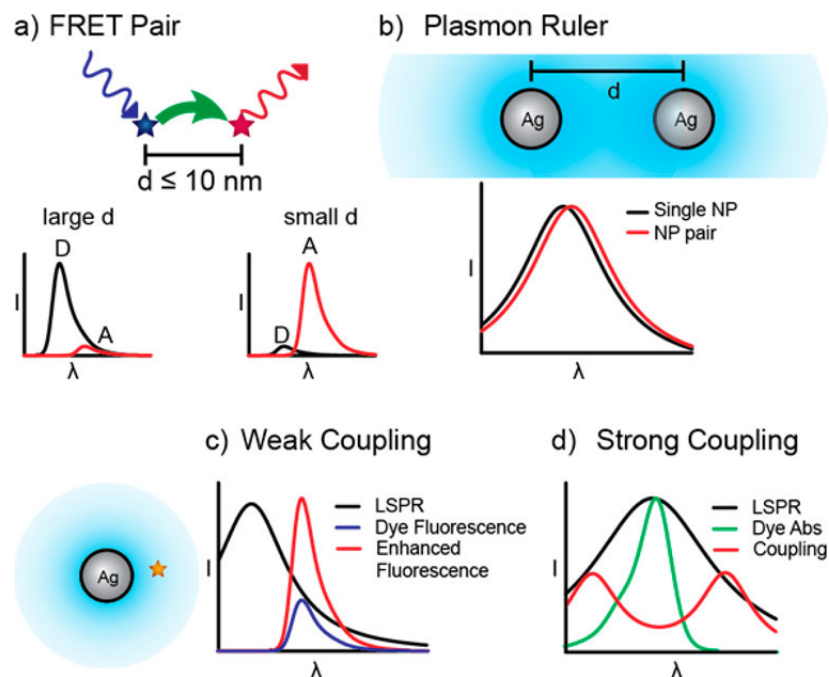 a) FRET Pair
d ≤ 10 nm
large d
D
A
I
λ
small d
A
D
I
λ
b) Plasmon Ruler
d
Ag
Ag
Single NP
NP pair
I
λ
Ag
c) Weak Coupling
LSPR
Dye Fluorescence
Enhanced
Fluorescence
I
λ
d) Strong Coupling
LSPR
Dye Abs
Coupling
I
λ